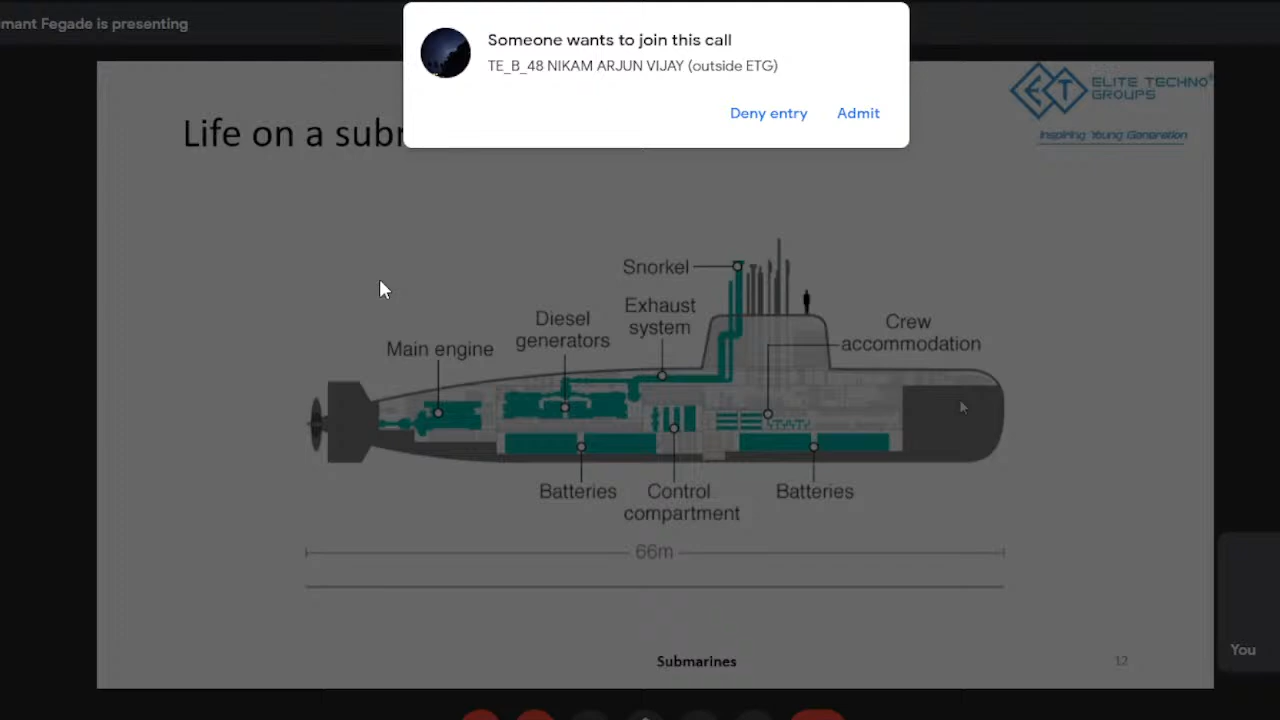 mant Fegade is presenting
Someone wants to join this call
TE_B_48 NIKAM ARJUN VIJAY (outside ETG)
Deny entry
Admit
ELITE TECHNO
GROUPS
Inspiring Young Generation
Life on a subm
Snorkel
Exhaust
system
Diesel
generators
Main engine
Crew
accommodation
Batteries
Control
compartment
Batteries
66m
Submarines
12
You